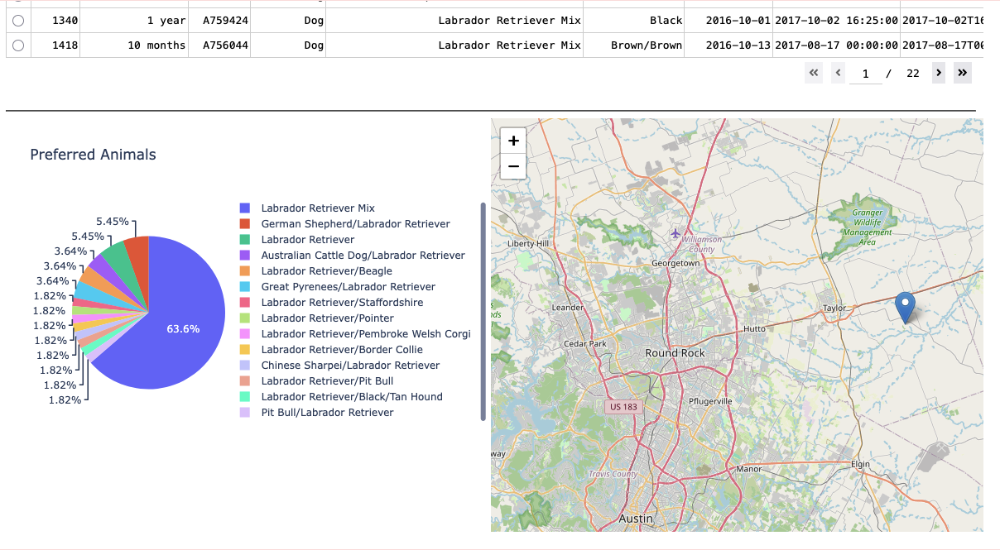 1340 1 year A759424 Dog Labrador Retriever Mix Black 2016-10-01 2017-10-02 16:25:00 2017-10-02T16
1418 10 months A756044 Dog Labrador Retriever Mix Brown/Brown 2016-10-13 2017-08-17 00:00:00 2017-08-17T00
« ‹ 1 / 22 › »
Preferred Animals
5.45%
5.45%
3.64%
3.64%
3.64%
1.82%
1.82%
1.82%
1.82%
1.82%
1.82%
1.82%
1.82%
63.6%
Labrador Retriever Mix
German Shepherd/Labrador Retriever
Labrador Retriever
Australian Cattle Dog/Labrador Retriever
Labrador Retriever/Beagle
Great Pyrenees/Labrador Retriever
Labrador Retriever/Staffordshire
Labrador Retriever/Pointer
Labrador Retriever/Pembroke Welsh Corgi
Labrador Retriever/Border Collie
Chinese Sharpei/Labrador Retriever
Labrador Retriever/Pit Bull
Labrador Retriever/Black/Tan Hound
Pit Bull/Labrador Retriever
+
−
Granger
Wildlife
Management
Area
Williamson
County
Liberty Hill
Georgetown
Leander
nds
Taylor
Hutto
Cedar Park
Round Rock
Pflugerville
US 183
way
Elgin
Manor
Travis County
Austin